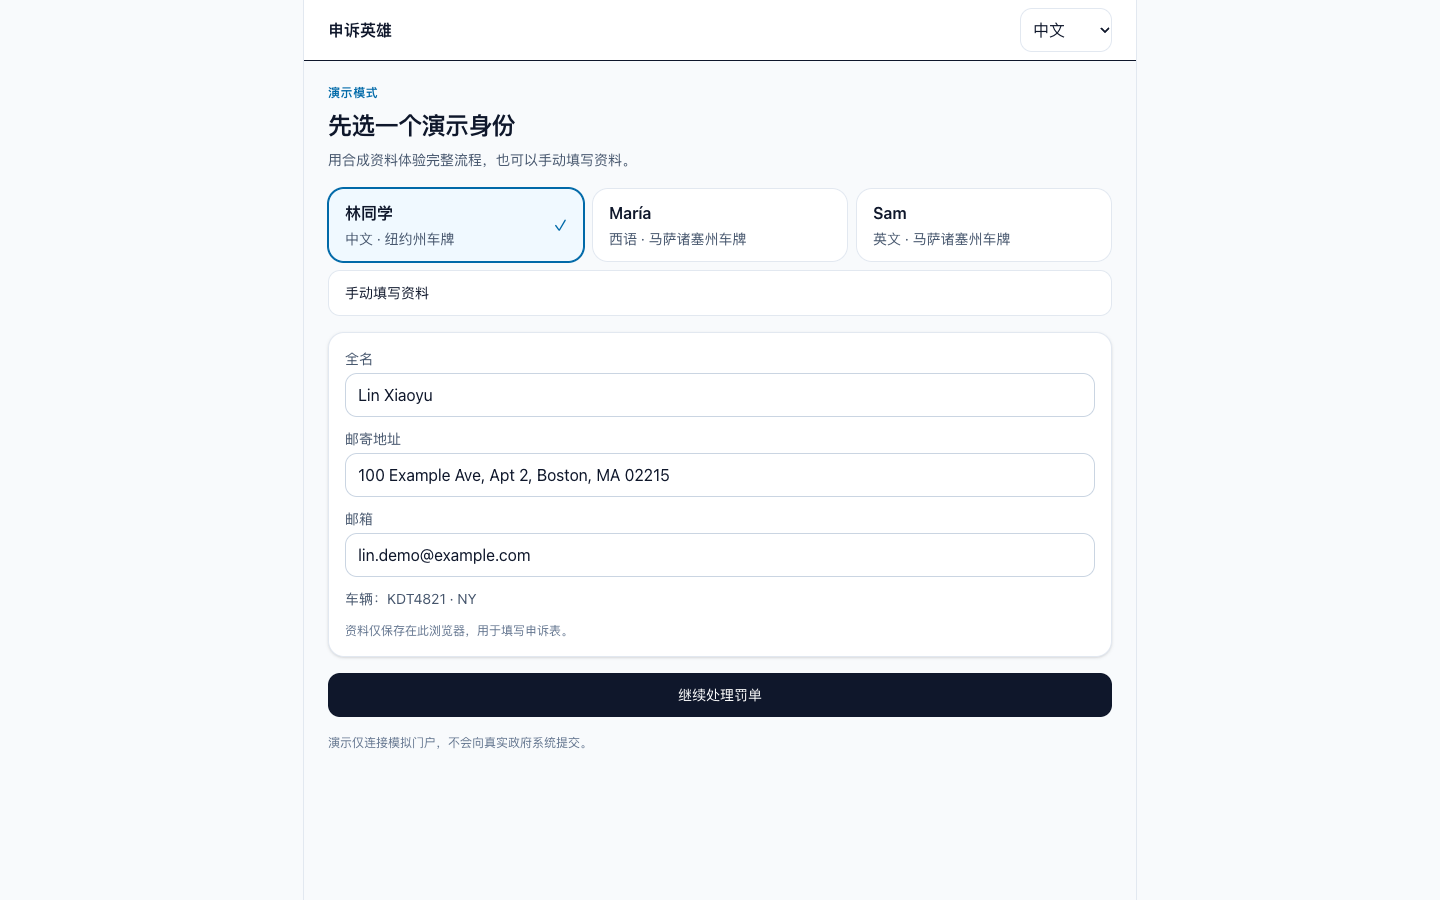 申诉英雄
中文
演示模式
先选一个演示身份
用合成资料体验完整流程，也可以手动填写资料。
林同学
中文 · 纽约州车牌
María
西语 · 马萨诸塞州车牌
Sam
英文 · 马萨诸塞州车牌
手动填写资料
全名
Lin Xiaoyu
邮寄地址
100 Example Ave, Apt 2, Boston, MA 02215
邮箱
lin.demo@example.com
车辆：KDT4821 · NY
资料仅保存在此浏览器，用于填写申诉表。
继续处理罚单
演示仅连接模拟门户，不会向真实政府系统提交。